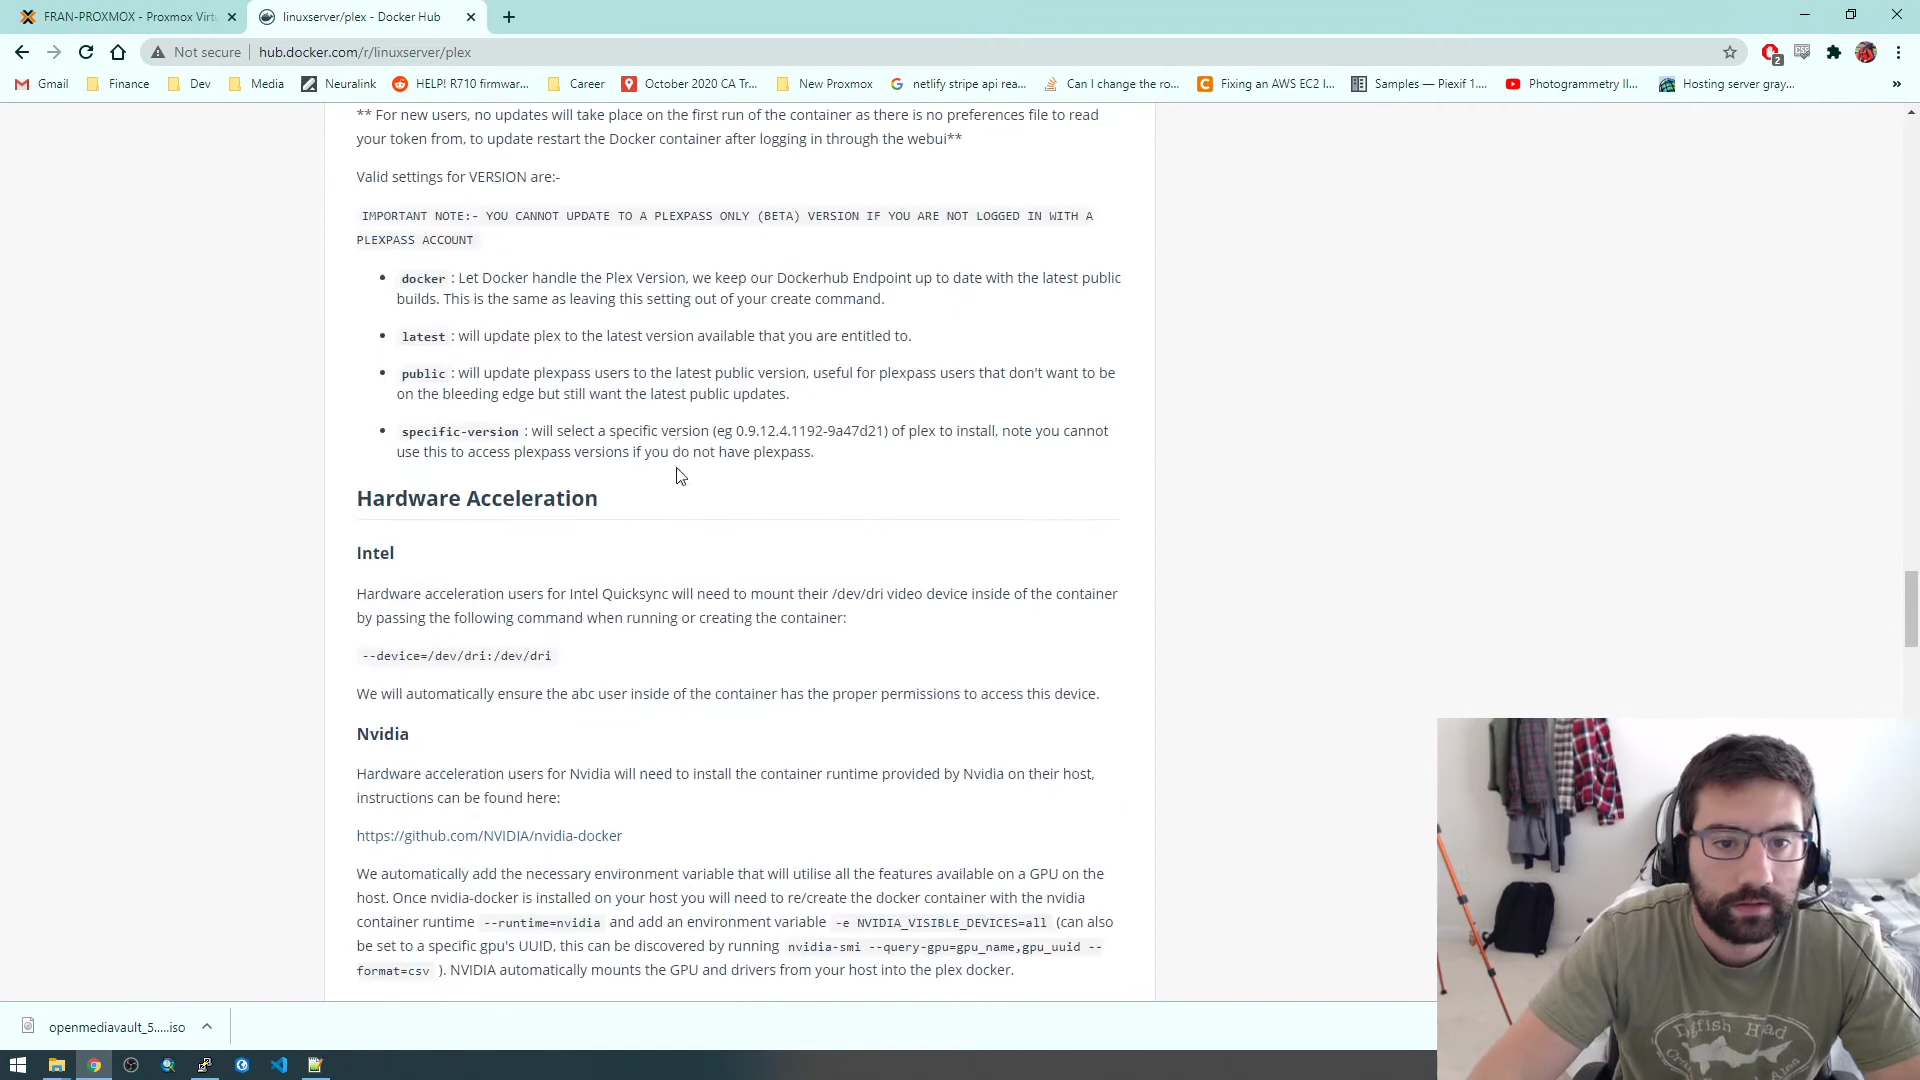 FRAN-PROXMOX - Proxmox Virtu
linuxserver/plex - Docker Hub
Not secure
hub.docker.com/r/linuxserver/plex
2
CSS
Gmail
Finance
Dev
Media
Neuralink
HELP! R710 firmwar...
Career
October 2020 CA Tr...
New Proxmox
netlify stripe api rea...
Can I change the ro...
Fixing an AWS EC2 I...
Samples — Piexif 1....
Photogrammetry II...
Hosting server gray...
»
** For new users, no updates will take place on the first run of the container as there is no preferences file to read
your token from, to update restart the Docker container after logging in through the webui**
Valid settings for VERSION are:-
IMPORTANT NOTE:- YOU CANNOT UPDATE TO A PLEXPASS ONLY (BETA) VERSION IF YOU ARE NOT LOGGED IN WITH A
PLEXPASS ACCOUNT
• docker : Let Docker handle the Plex Version, we keep our Dockerhub Endpoint up to date with the latest public
builds. This is the same as leaving this setting out of your create command.
• latest : will update plex to the latest version available that you are entitled to.
• public : will update plexpass users to the latest public version, useful for plexpass users that don't want to be
on the bleeding edge but still want the latest public updates.
• specific-version : will select a specific version (eg 0.9.12.4.1192-9a47d21) of plex to install, note you cannot
use this to access plexpass versions if you do not have plexpass.
Hardware Acceleration
Intel
Hardware acceleration users for Intel Quicksync will need to mount their /dev/dri video device inside of the container
by passing the following command when running or creating the container:
--device=/dev/dri:/dev/dri
We will automatically ensure the abc user inside of the container has the proper permissions to access this device.
Nvidia
Hardware acceleration users for Nvidia will need to install the container runtime provided by Nvidia on their host,
instructions can be found here:
https://github.com/NVIDIA/nvidia-docker
We automatically add the necessary environment variable that will utilise all the features available on a GPU on the
host. Once nvidia-docker is installed on your host you will need to re/create the docker container with the nvidia
container runtime --runtime=nvidia and add an environment variable -e NVIDIA_VISIBLE_DEVICES=all (can also
be set to a specific gpu's UUID, this can be discovered by running nvidia-smi --query-gpu=gpu_name,gpu_uuid --
format=csv ). NVIDIA automatically mounts the GPU and drivers from your host into the plex docker.
openmediavault_5.....iso
Dogfish Head